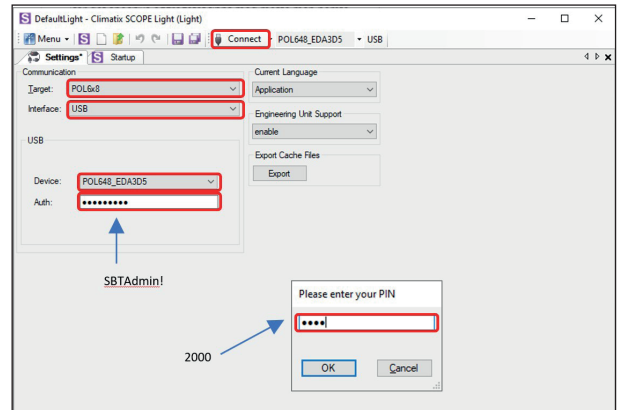 DefaultLight - Climatix SCOPE Light (Light)
Menu Connect POL648_EDA3D5 USB
Settings* Startup
Communication
Target: POL6x8
Interface: USB
USB
Device: POL648_EDA3D5
Auth: •••••••••
Current Language
Application
Engineering Unit Support
enable
Export Cache Files
Export
SBTAdmin!
Please enter your PIN
••••
2000
OK Cancel